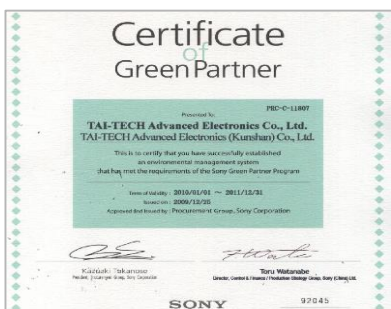 Certificate
of
Green Partner
PRC-C-11807
Presented To:
TAI-TECH Advanced Electronics Co., Ltd.
TAI-TECH Advanced Electronics (Kunshan) Co., Ltd.
This is to certify that you have successfully established
an environmental management system
that has met the requirements of the Sony Green Partner Program
Term of Validity : 2010/01/01 ~ 2011/12/31
Issued on : 2009/12/25
Approved and Issued by : Procurement Group, Sony Corporation
Toru Watanabe
SONY
92045